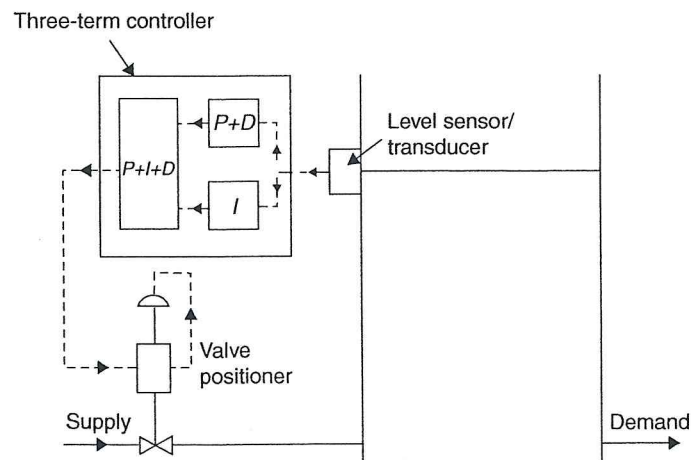 Three-term controller
P+D
P+I+D
I
Level sensor/
transducer
Valve
positioner
Supply
Demand